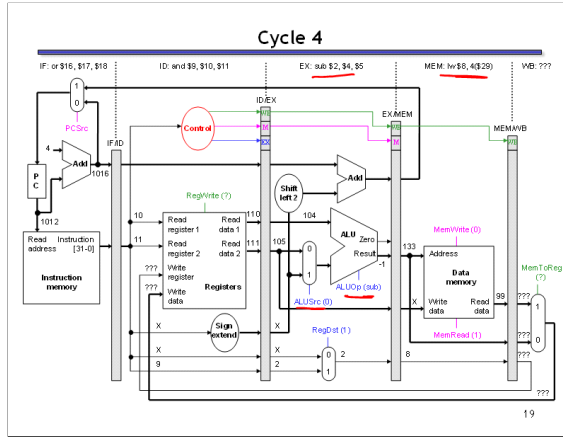 Cycle 4
IF: or $16, $17, $18
ID: and $9, $10, $11
EX: sub $2, $4, $5
MEM: lw $8, 4($29)
WB: ???
1
0
PCSrc
Control
ID/EX
WB
M
EX
EX/MEM
WB
M
MEM/WB
WB
IF/ID
4
Add
P
C
1016
1012
Add
Shift
left 2
RegWrite (?)
Read
address
Instruction
[31-0]
Instruction
memory
10
11
???
???
Read
register 1
Read
data 1
Read
register 2
Read
data 2
Write
register
Write
data
Registers
110
111
104
105
0
1
ALU
Zero
Result
-1
ALUSrc (0)
ALUOp (sub)
133
MemWrite (0)
Address
Data
memory
Write
data
Read
data
X
99
MemRead (1)
MemToReg
(?)
???
???
???
1
0
X
Sign
extend
X
X
X
9
2
RegDst (1)
0
1
2
8
???
19